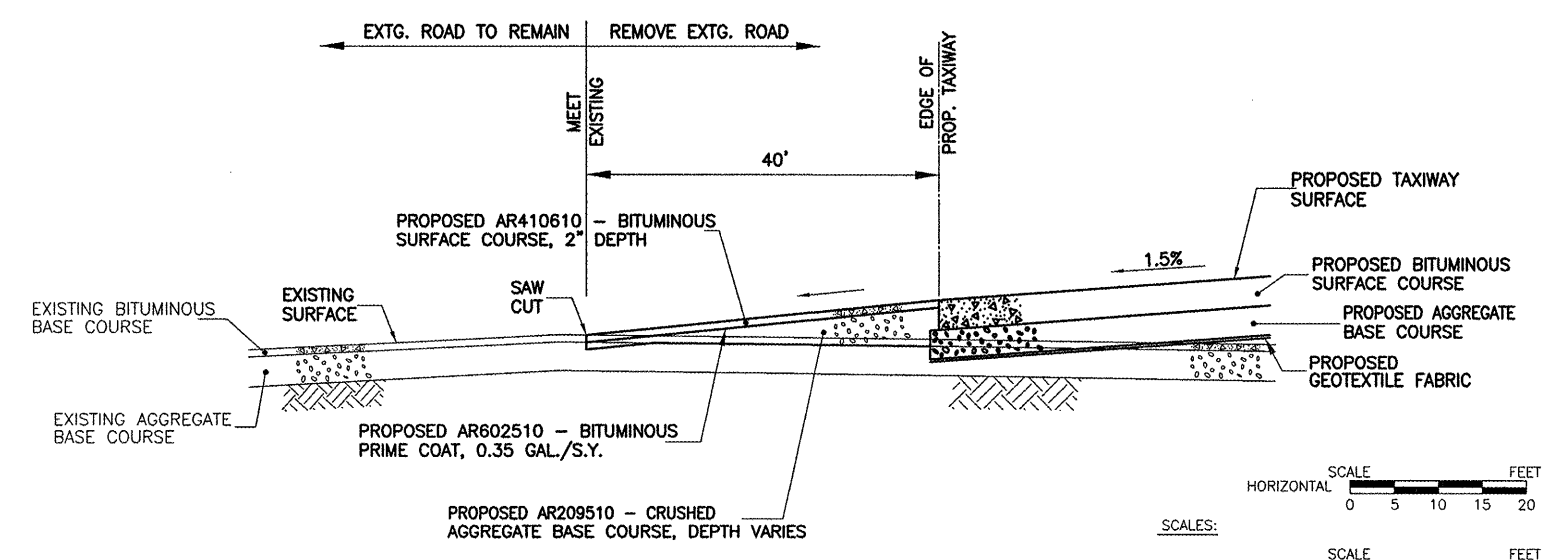 EXTG. ROAD TO REMAIN
REMOVE EXTG. ROAD
MEET
EXISTING
EDGE OF
PROP. TAXIWAY
40'
PROPOSED TAXIWAY
SURFACE
PROPOSED AR410610 – BITUMINOUS
SURFACE COURSE, 2" DEPTH
1.5%
PROPOSED BITUMINOUS
SURFACE COURSE
EXISTING BITUMINOUS
BASE COURSE
EXISTING
SURFACE
SAW
CUT
PROPOSED AGGREGATE
BASE COURSE
PROPOSED
GEOTEXTILE FABRIC
EXISTING AGGREGATE
BASE COURSE
PROPOSED AR602510 – BITUMINOUS
PRIME COAT, 0.35 GAL./S.Y.
PROPOSED AR209510 – CRUSHED
AGGREGATE BASE COURSE, DEPTH VARIES
SCALE FEET
HORIZONTAL
0 5 10 15 20
SCALES:
SCALE FEET